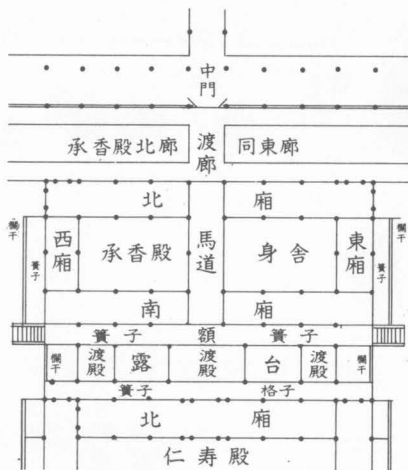 中門
承香殿北廊 渡廊 同東廊
北廂
欄干 簀子 西廂 承香殿 馬道 身舎 東廂 簀子 欄干
南廂
簀子 額 簀子
欄干 渡殿 露 渡殿 台 渡殿 欄干
簀子 格子
北廂
仁寿殿